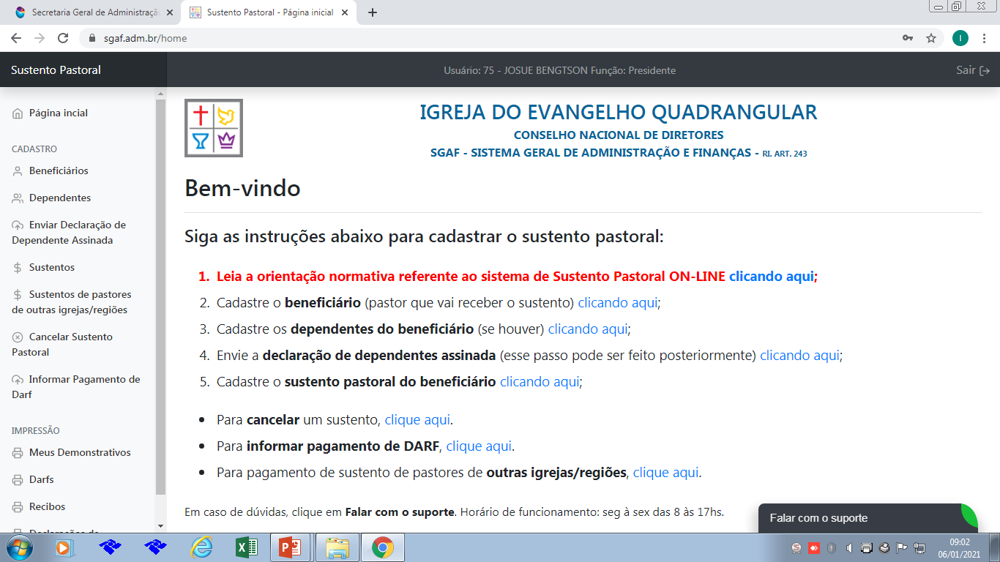 Secretaria Geral de Administraçã
Sustento Pastoral - Página inicial
sgaf.adm.br/home
I
Sustento Pastoral
Usuário: 75 - JOSUE BENGTSON Função: Presidente
Sair
Página incial
CADASTRO
Beneficiários
Dependentes
Enviar Declaração de
Dependente Assinada
Sustentos
Sustentos de pastores
de outras igrejas/regiões
Cancelar Sustento
Pastoral
Informar Pagamento de
Darf
IMPRESSÃO
Meus Demonstrativos
Darfs
Recibos
IGREJA DO EVANGELHO QUADRANGULAR
CONSELHO NACIONAL DE DIRETORES
SGAF - SISTEMA GERAL DE ADMINISTRAÇÃO E FINANÇAS - RI. ART. 243
Bem-vindo
Siga as instruções abaixo para cadastrar o sustento pastoral:
1. Leia a orientação normativa referente ao sistema de Sustento Pastoral ON-LINE clicando aqui;
2. Cadastre o beneficiário (pastor que vai receber o sustento) clicando aqui;
3. Cadastre os dependentes do beneficiário (se houver) clicando aqui;
4. Envie a declaração de dependentes assinada (esse passo pode ser feito posteriormente) clicando aqui;
5. Cadastre o sustento pastoral do beneficiário clicando aqui;
• Para cancelar um sustento, clique aqui.
• Para informar pagamento de DARF, clique aqui.
• Para pagamento de sustento de pastores de outras igrejas/regiões, clique aqui.
Em caso de dúvidas, clique em Falar com o suporte. Horário de funcionamento: seg à sex das 8 às 17hs.
Falar com o suporte
09:02
06/01/2021